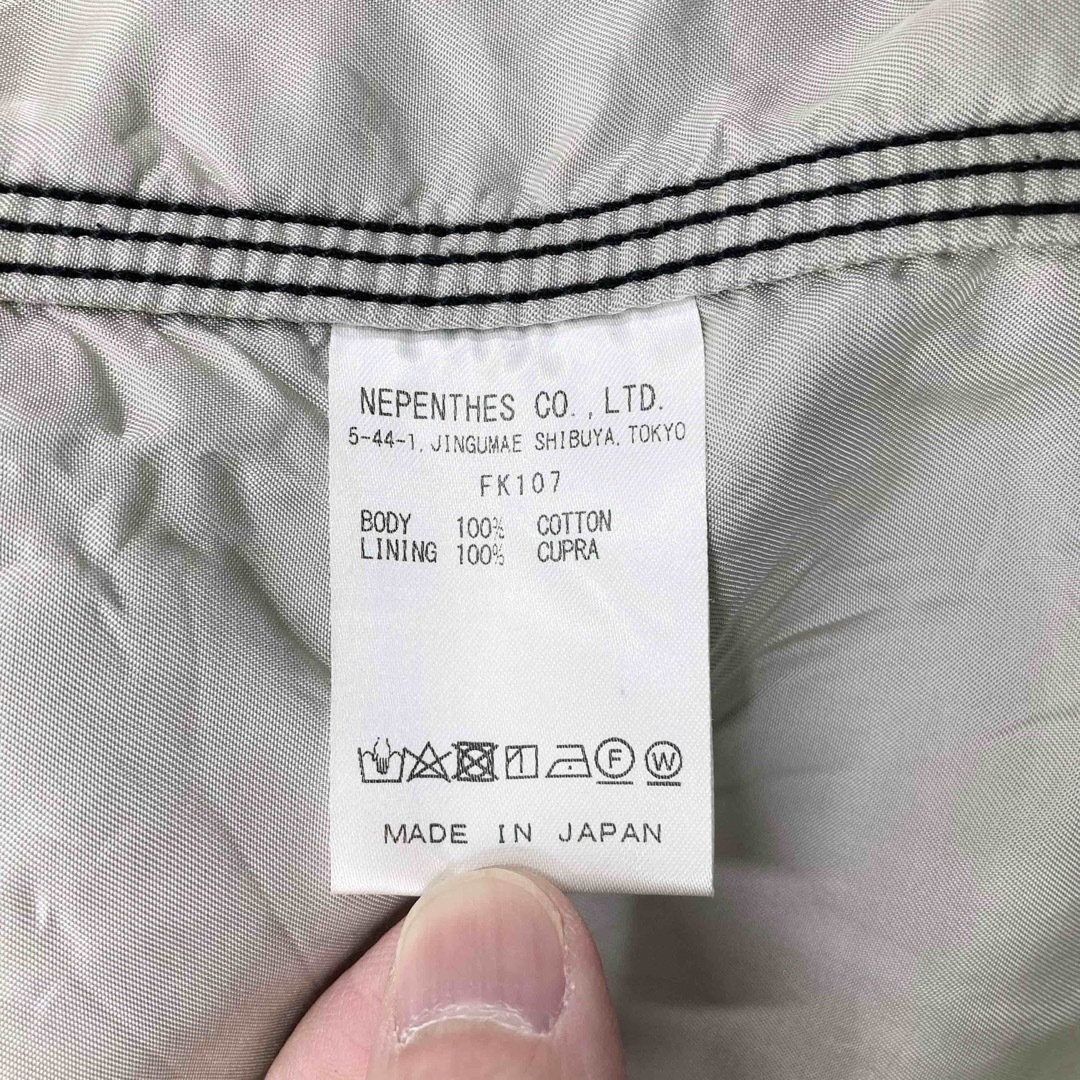 NEPENTHES CO., LTD.
5-44-1, JINGUMAE SHIBUYA, TOKYO
FK107
BODY 100% COTTON
LINING 100% CUPRA
F W
MADE IN JAPAN